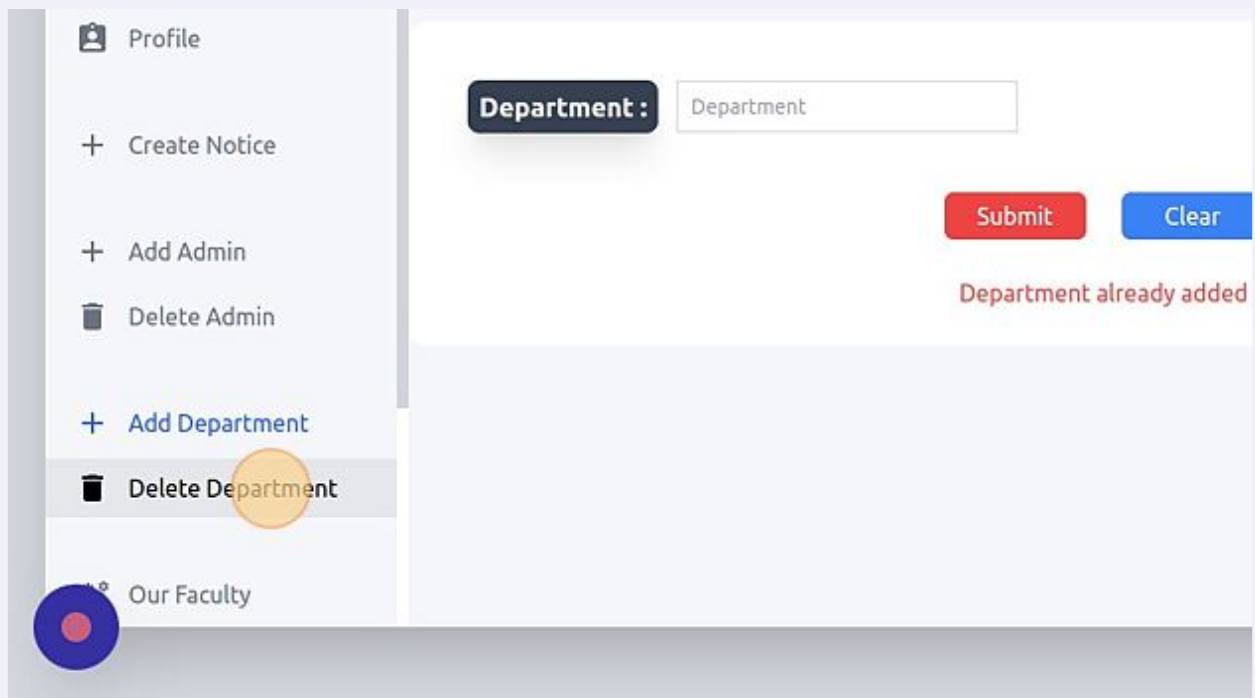 Profile
Create Notice
Add Admin
Delete Admin
Add Department
Delete Department
Our Faculty
Department :
Department
Submit
Clear
Department already added